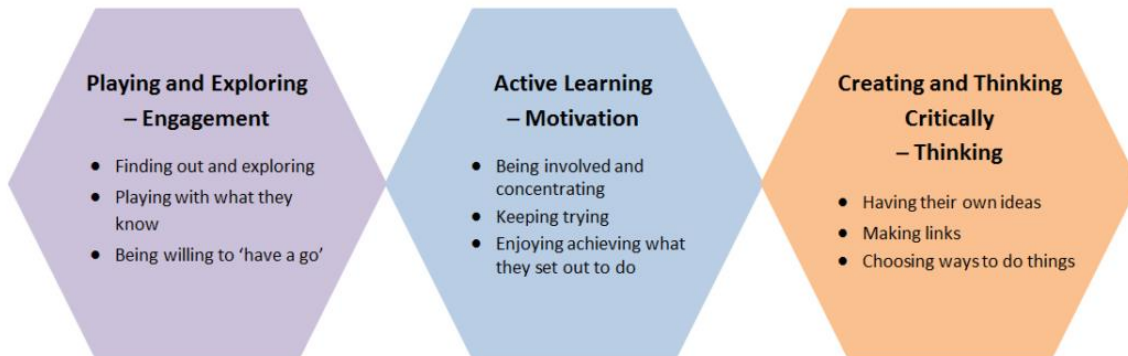 Playing and Exploring
– Engagement
● Finding out and exploring
● Playing with what they
know
● Being willing to ‘have a go’
Active Learning
– Motivation
● Being involved and
concentrating
● Keeping trying
● Enjoying achieving what
they set out to do
Creating and Thinking
Critically
– Thinking
● Having their own ideas
● Making links
● Choosing ways to do things